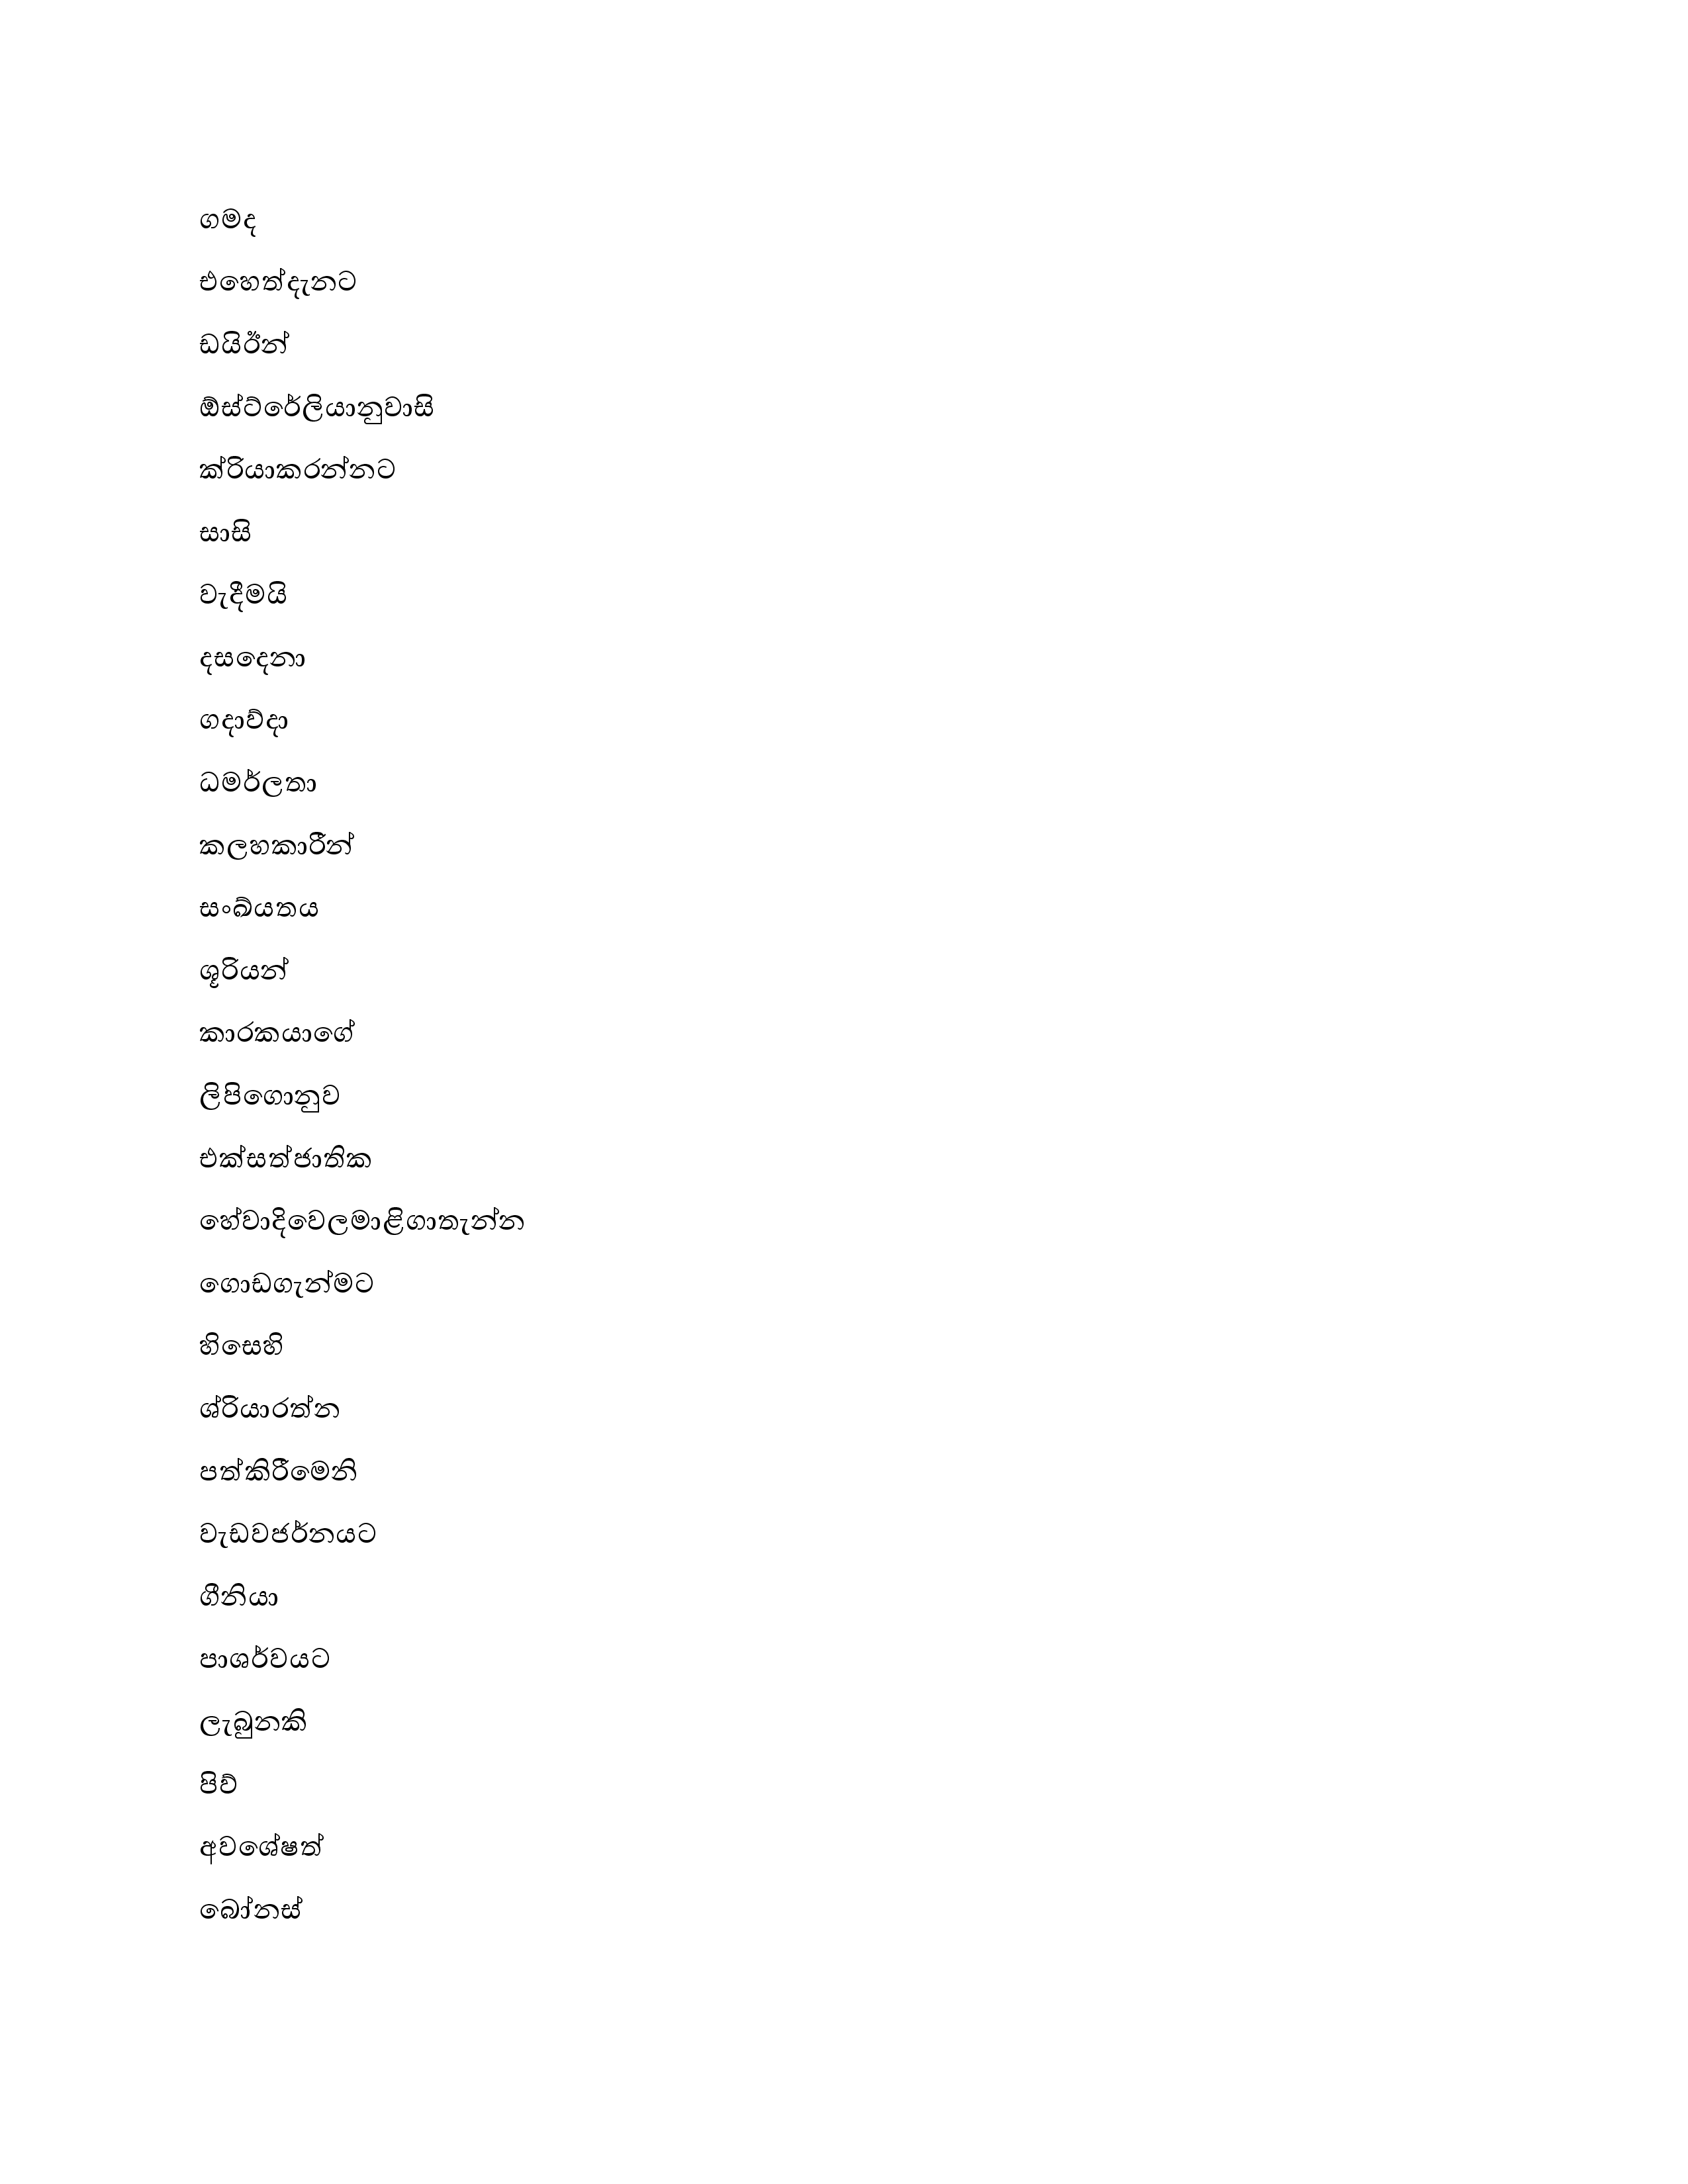 ගමද
එහෙත්දැනට
ඩයිරීන්
ඕස්ට්රේලියානුවාසි
ක්රියාකරන්නට
සාසි
වැදීමයි
දසදෙනා
ගදාව්දා
ධමර්ලතා
කලහකාරීන්
සංඛ්යතය
ශූරියන්
කාරකයාගේ
ලිපිගොනුව
එක්සත්ජාතික
හේවාදිවෙලමාළිගාතැන්න
ගොඩගැන්මට
හිසෙහි
ශ්රියාරත්න
පත්කිරීමෙනි
වැඩවජර්නයට
ගීනියා
පාශර්වයට
ලැබුනකි
පිව්
අවශේෂත්
බෝනස්